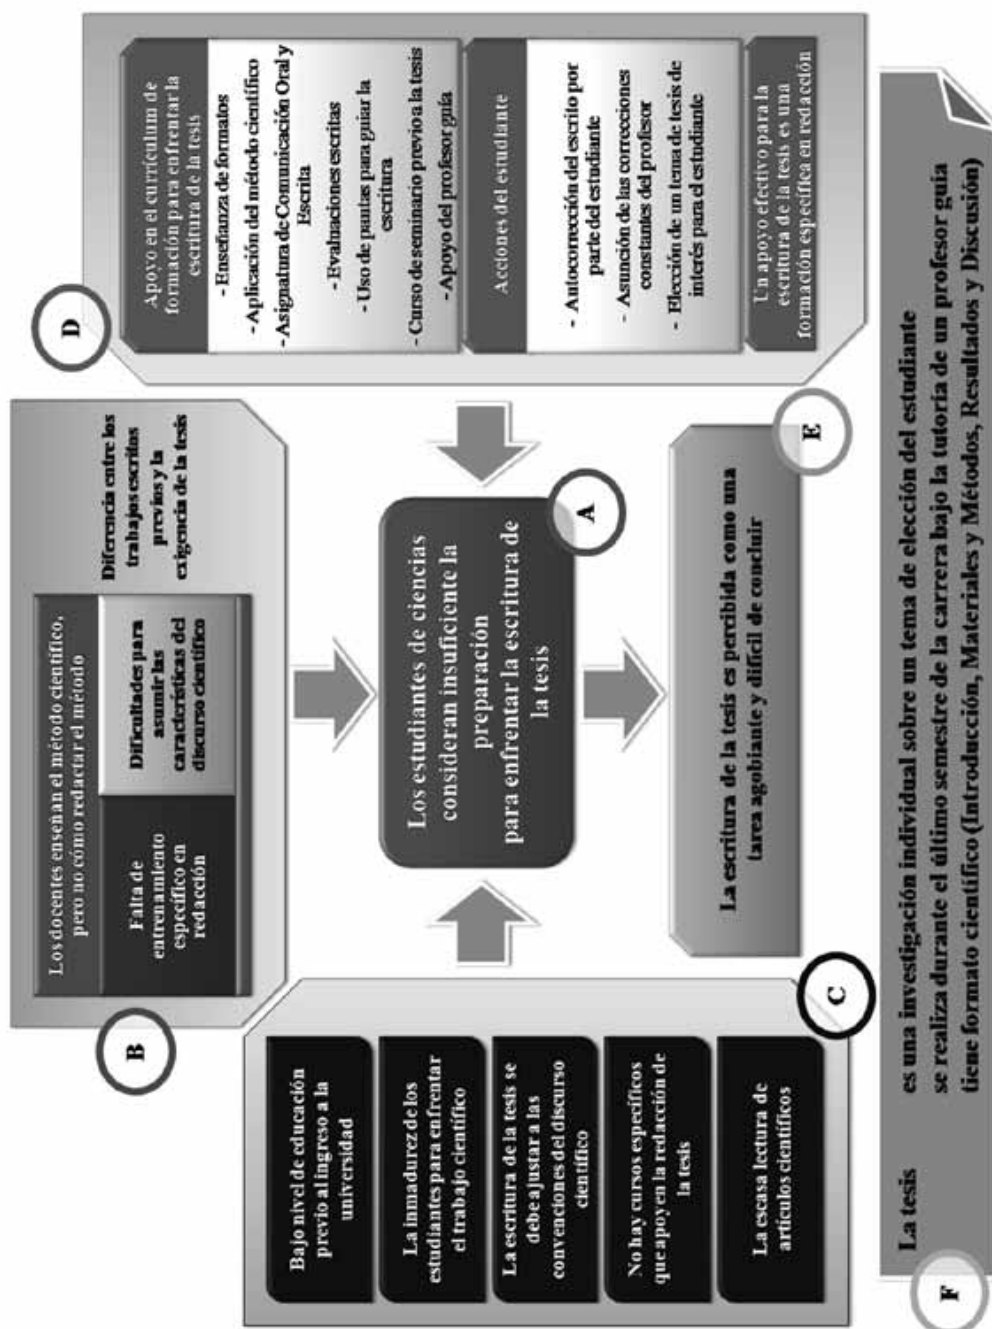 B
Los docentes enseñan el método científico,
pero no cómo redactar el método
Falta de
entrenamiento
específico en
redacción
Dificultades para
asumir las
características del
discurso científico
Diferencia entre los
trabajos escritos
previos y la
exigencia de la tesis
C
Bajo nivel de educación
previo al ingreso a la
universidad
La inmadurez de los
estudiantes para enfrentar
el trabajo científico
La escritura de la tesis se
debe ajustar a las
convenciones del discurso
científico
No hay cursos específicos
que apoyen la redacción de
la tesis
La escasa lectura de
artículos científicos
A
Los estudiantes de ciencias
consideran insuficiente la
preparación
para enfrentar la escritura de
la tesis
D
Apoyo en el currículum de
formación para enfrentar la
escritura de la tesis
- Enseñanza de formatos
- Aplicación del método científico
- Asignatura de Comunicación Oral y
Escrita
- Evaluaciones escritas
- Uso de pautas para guiar la
escritura
- Curso de seminario previo a la tesis
- Apoyo del profesor guía
Acciones del estudiante
- Autocorrección del escrito por
parte del estudiante
- Asunción de las correcciones
constantes del profesor
- Elección de un tema de tesis de
interés para el estudiante
Un apoyo efectivo para la
escritura de la tesis es una
formación específica en redacción
E
La escritura de la tesis es percibida como una
tarea agobiante y difícil de concluir
F
La tesis
es una investigación individual sobre un tema de elección del estudiante
se realiza durante el último semestre de la carrera bajo la tutoría de un profesor guía
tiene formato científico (Introducción, Materiales y Métodos, Resultados y Discusión)